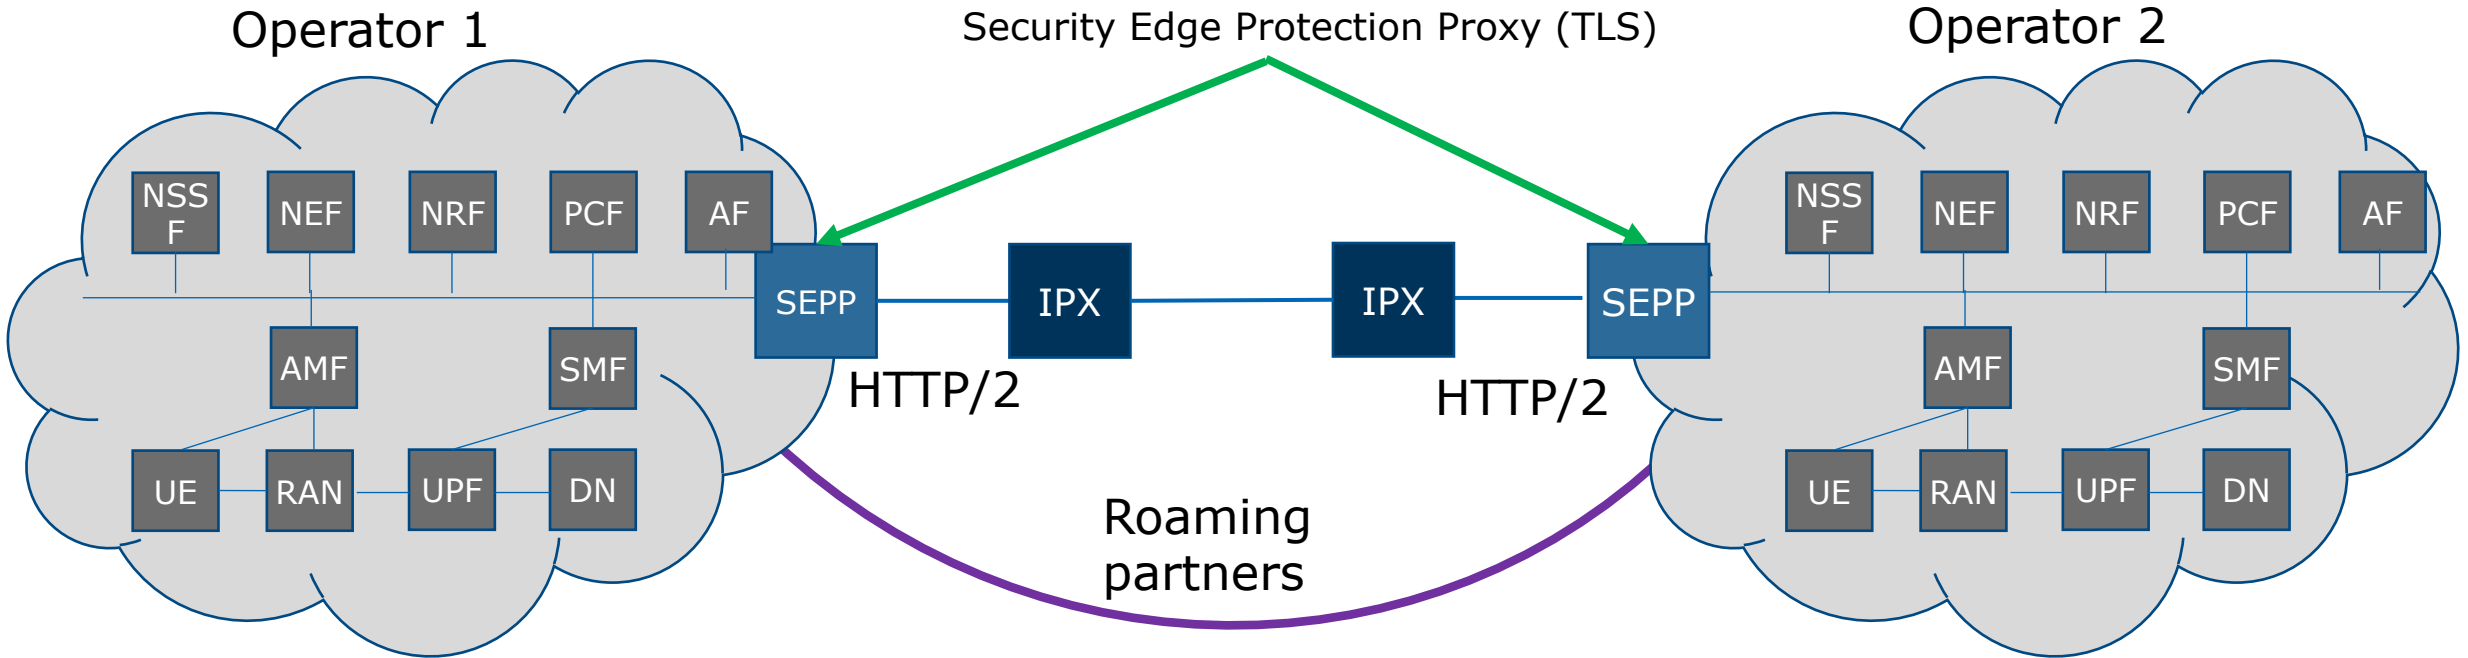 Operator 1
Security Edge Protection Proxy (TLS)
Operator 2
NSS
F
NEF
NRF
PCF
AF
SEPP
IPX
IPX
SEPP
NSS
F
NEF
NRF
PCF
AF
AMF
SMF
HTTP/2
HTTP/2
AMF
SMF
UE
RAN
UPF
DN
Roaming
partners
UE
RAN
UPF
DN